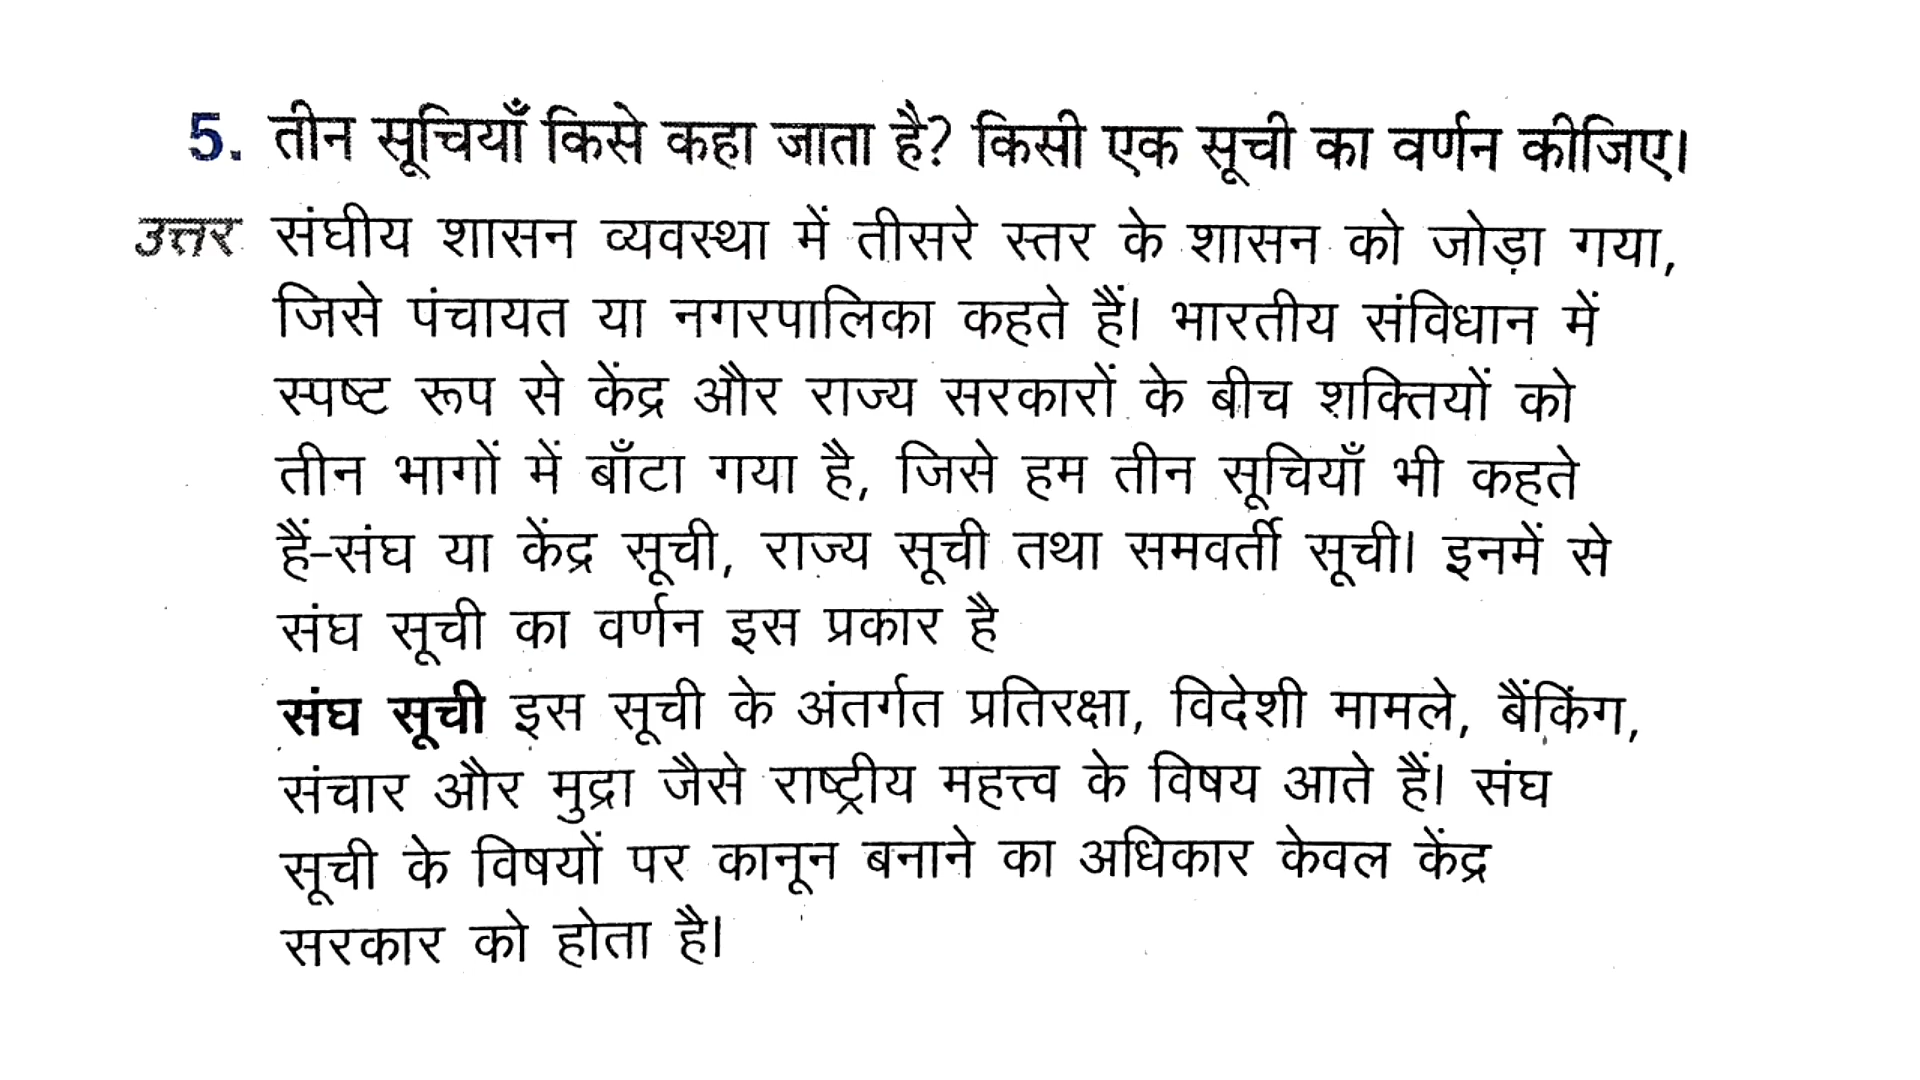 5. तीन सूचियाँ किसे कहा जाता है? किसी एक सूची का वर्णन कीजिए।
उत्तर संघीय शासन व्यवस्था में तीसरे स्तर के शासन को जोड़ा गया,
जिसे पंचायत या नगरपालिका कहते हैं। भारतीय संविधान में
स्पष्ट रूप से केंद्र और राज्य सरकारों के बीच शक्तियों को
तीन भागों में बाँटा गया है, जिसे हम तीन सूचियाँ भी कहते
हैं-संघ या केंद्र सूची, राज्य सूची तथा समवर्ती सूची। इनमें से
संघ सूची का वर्णन इस प्रकार है
संघ सूची इस सूची के अंतर्गत प्रतिरक्षा, विदेशी मामले, बैंकिंग,
संचार और मुद्रा जैसे राष्ट्रीय महत्त्व के विषय आते हैं। संघ
सूची के विषयों पर कानून बनाने का अधिकार केवल केंद्र
सरकार को होता है।